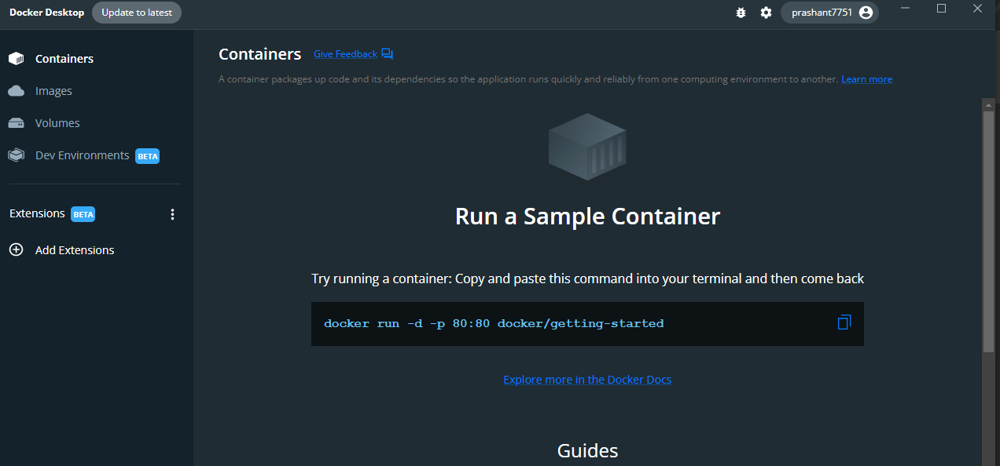 Docker Desktop Update to latest prashant7751
Containers
Images
Volumes
Dev Environments BETA
Extensions BETA
Add Extensions
Containers Give Feedback
A container packages up code and its dependencies so the application runs quickly and reliably from one computing environment to another. Learn more
Run a Sample Container
Try running a container: Copy and paste this command into your terminal and then come back
docker run -d -p 80:80 docker/getting-started
Explore more in the Docker Docs
Guides